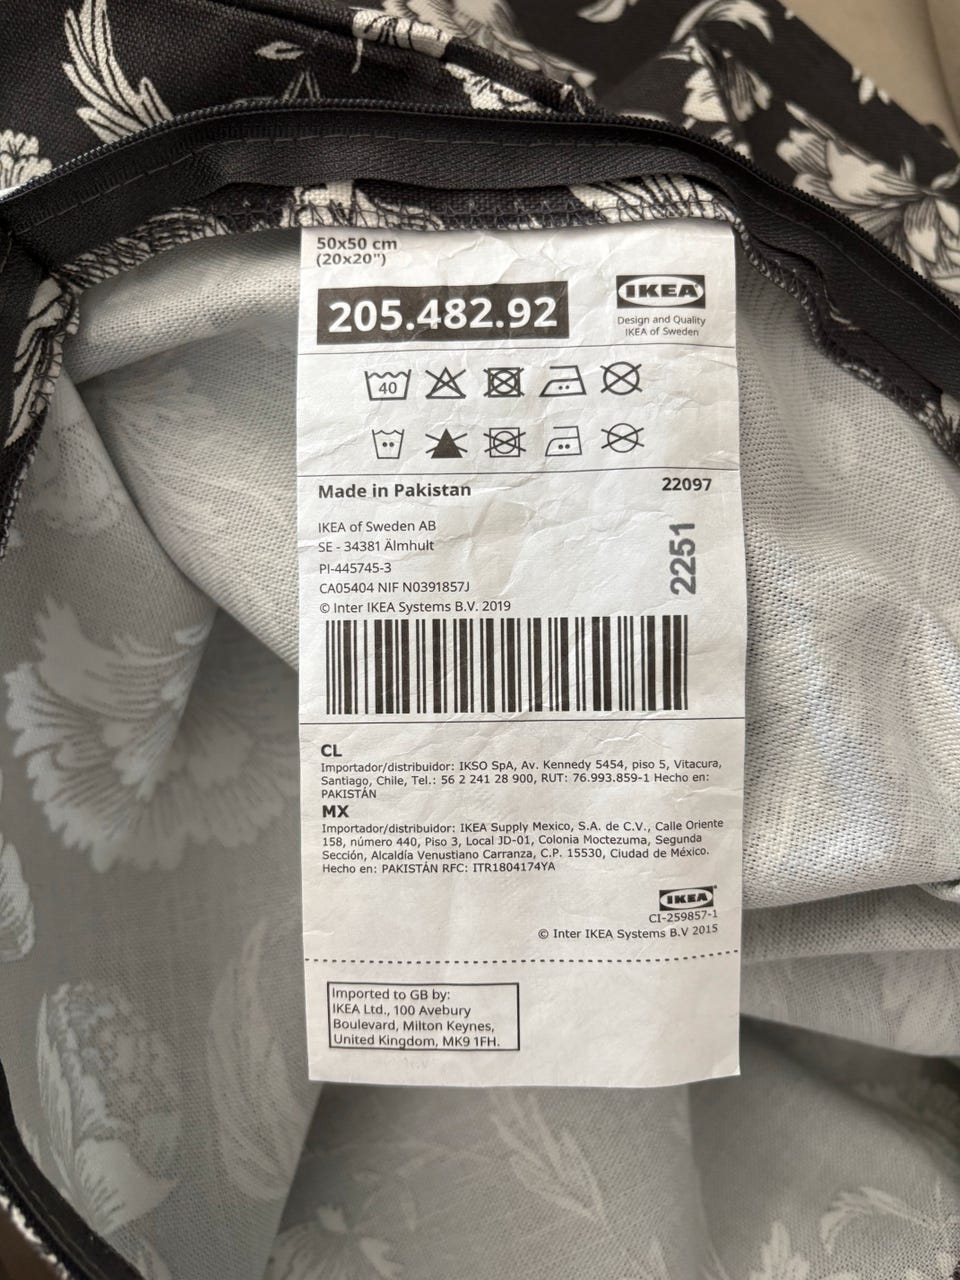 50x50 cm
(20x20")
205.482.92
IKEA
Design and Quality
IKEA of Sweden
40
Made in Pakistan
22097
IKEA of Sweden AB
SE - 34381 Älmhult
PI-445745-3
CA05404 NIF N0391857J
© Inter IKEA Systems B.V. 2019
2251
CL
Importador/distribuidor: IKSO SpA, Av. Kennedy 5454, piso 5, Vitacura,
Santiago, Chile, Tel.: 56 2 241 28 900, RUT: 76.993.859-1 Hecho en:
PAKISTÁN
MX
Importador/distribuidor: IKEA Supply Mexico, S.A. de C.V., Calle Oriente
158, número 440, Piso 3, Local JD-01, Colonia Moctezuma, Segunda
Sección, Alcaldía Venustiano Carranza, C.P. 15530, Ciudad de México.
Hecho en: PAKISTÁN RFC: ITR1804174YA
IKEA
CI-259857-1
© Inter IKEA Systems B.V 2015
Imported to GB by:
IKEA Ltd., 100 Avebury
Boulevard, Milton Keynes,
United Kingdom, MK9 1FH.